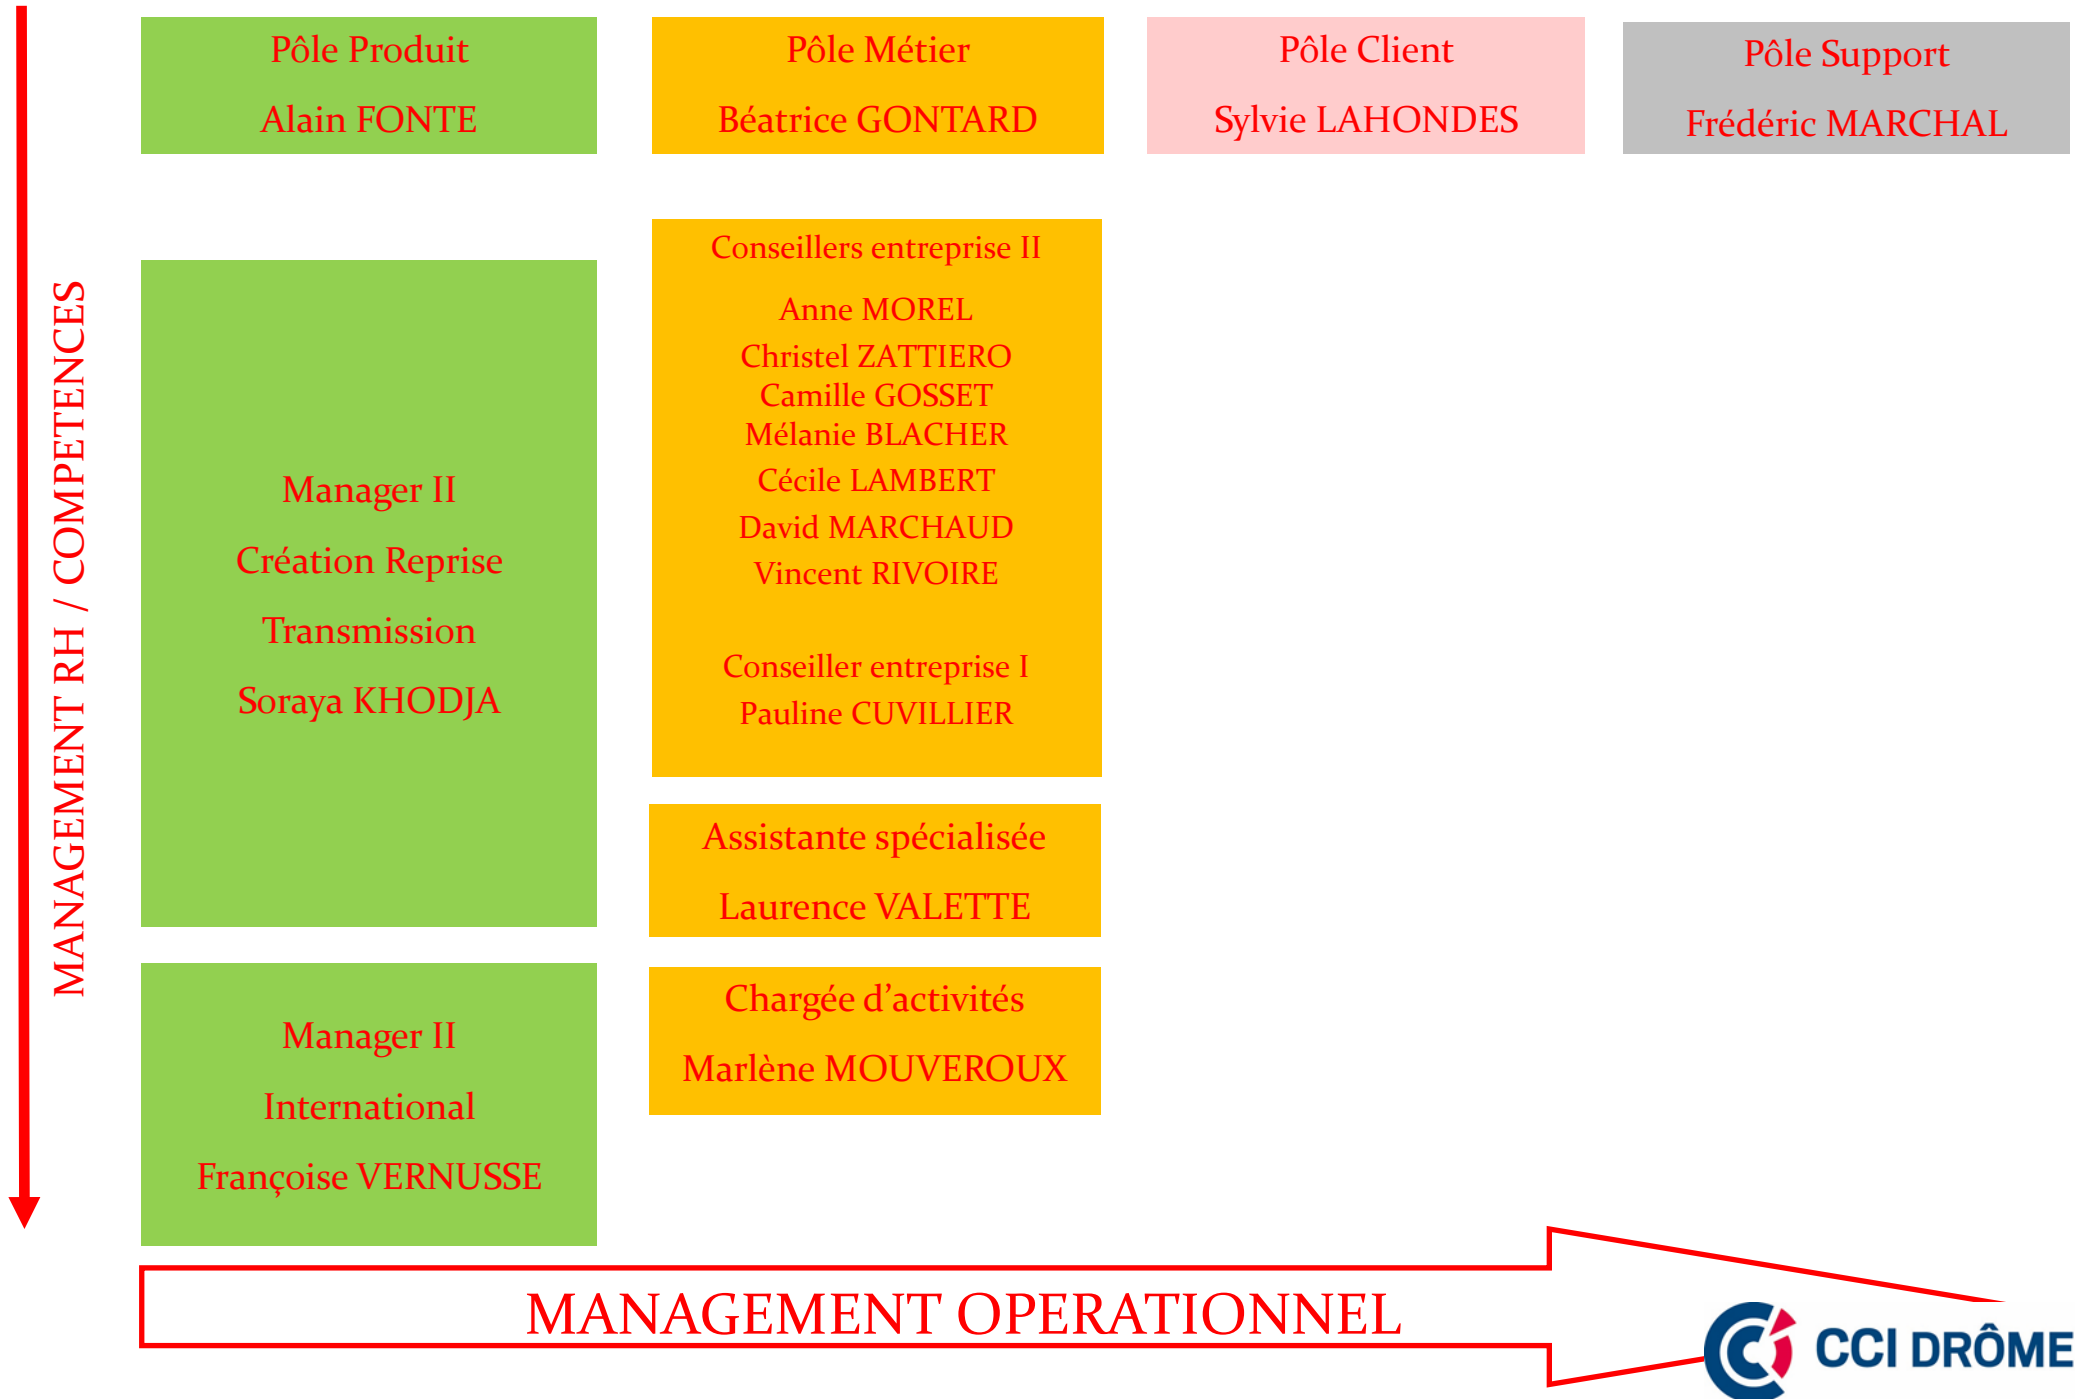 Pôle Produit
Alain FONTE
Pôle Métier
Béatrice GONTARD
Pôle Client
Sylvie LAHONDES
Pôle Support
Frédéric MARCHAL
MANAGEMENT RH / COMPETENCES
Manager II
Création Reprise
Transmission
Soraya KHODJA
Manager II
International
Françoise VERNUSSE
Conseillers entreprise II
Anne MOREL
Christel ZATTIERO
Camille GOSSET
Mélanie BLACHER
Cécile LAMBERT
David MARCHAUD
Vincent RIVOIRE
Conseiller entreprise I
Pauline CUVILLIER
Assistante spécialisée
Laurence VALETTE
Chargée d’activités
Marlène MOUVEROUX
MANAGEMENT OPERATIONNEL
CCI DRÔME